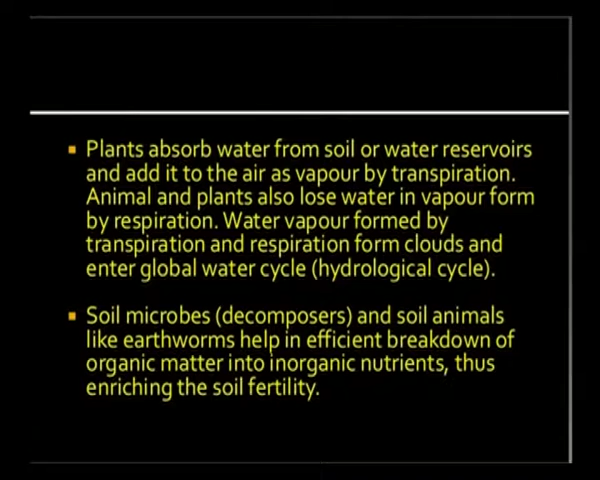 Plants absorb water from soil or water reservoirs
and add it to the air as vapour by transpiration.
Animal and plants also lose water in vapour form
by respiration. Water vapour formed by
transpiration and respiration form clouds and
enter global water cycle (hydrological cycle).
Soil microbes (decomposers) and soil animals
like earthworms help in efficient breakdown of
organic matter into inorganic nutrients, thus
enriching the soil fertility.